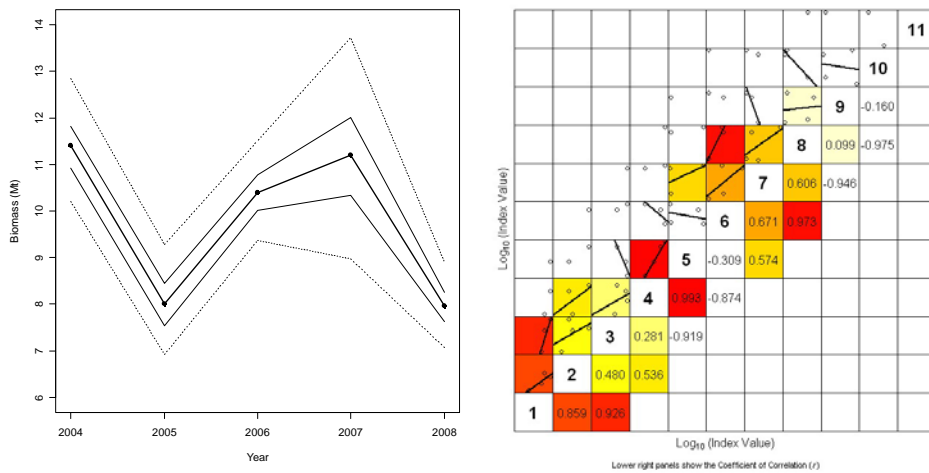 14
13
12
11
10
9
8
7
6
Biomass (Mt)
2004 2005 2006 2007 2008
Year
11
10
9 -0.160
8 0.099 -0.975
7 0.606 -0.946
6 0.671 0.973
5 -0.309 0.574
4 0.993 -0.874
3 0.281 -0.919
2 0.480 0.536
1 0.859 0.926
Log10 (Index Value)
Log10 (Index Value)
Lower right panels show the Coefficient of Correlation (r)